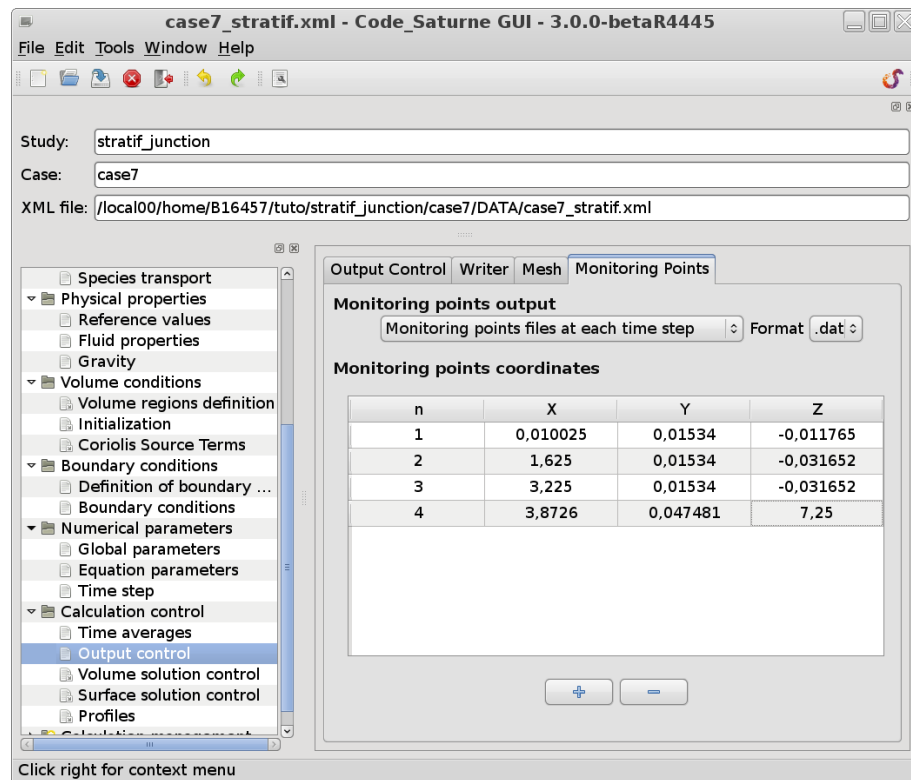 case7_stratif.xml - Code_Saturne GUI - 3.0.0-betaR4445
File Edit Tools Window Help
Study: stratif_junction
Case: case7
XML file: /local00/home/B16457/tuto/stratif_junction/case7/DATA/case7_stratif.xml
Species transport
Physical properties
Reference values
Fluid properties
Gravity
Volume conditions
Volume regions definition
Initialization
Coriolis Source Terms
Boundary conditions
Definition of boundary ...
Boundary conditions
Numerical parameters
Global parameters
Equation parameters
Time step
Calculation control
Time averages
Output control
Volume solution control
Surface solution control
Profiles
Calculation management
Output Control Writer Mesh Monitoring Points
Monitoring points output
Monitoring points files at each time step Format .dat
Monitoring points coordinates
n X Y Z
1 0,010025 0,01534 -0,011765
2 1,625 0,01534 -0,031652
3 3,225 0,01534 -0,031652
4 3,8726 0,047481 7,25
Click right for context menu